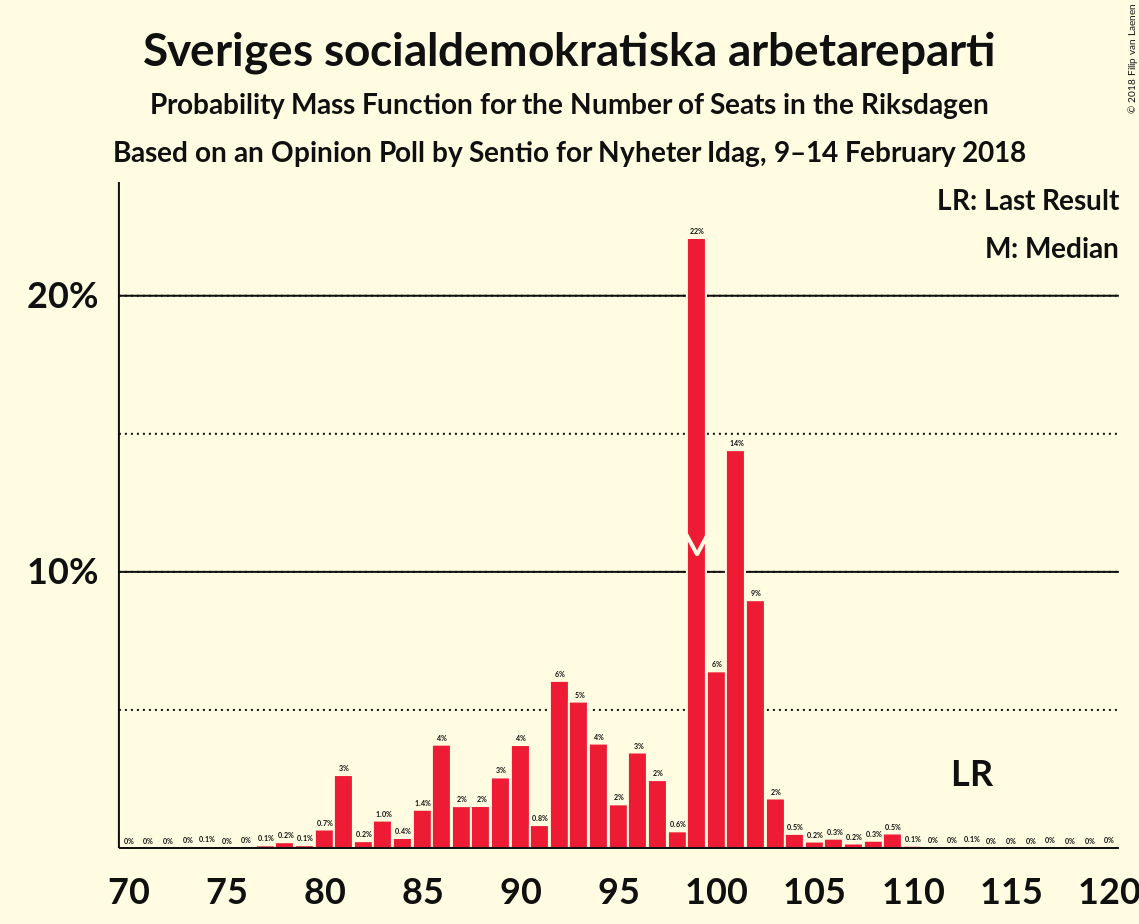 Sveriges socialdemokratiska arbetareparti
Probability Mass Function for the Number of Seats in the Riksdagen
Based on an Opinion Poll by Sentio for Nyheter Idag, 9–14 February 2018
© 2018 Filip van Laenen
LR: Last Result
M: Median
20%
10%
0% 0% 0% 0% 0.1% 0% 0% 0.1% 0.2% 0.1% 0.7% 3% 0.2% 1.0% 0.4% 1.4% 4% 2% 2% 3% 4% 0.8% 6% 5% 4% 2% 3% 2% 0.6% 22% 6% 14% 9% 2% 0.5% 0.2% 0.3% 0.2% 0.3% 0.5% 0.1% 0% 0% 0.1% 0% 0% 0% 0% 0% 0% 0%
LR
70 75 80 85 90 95 100 105 110 115 120